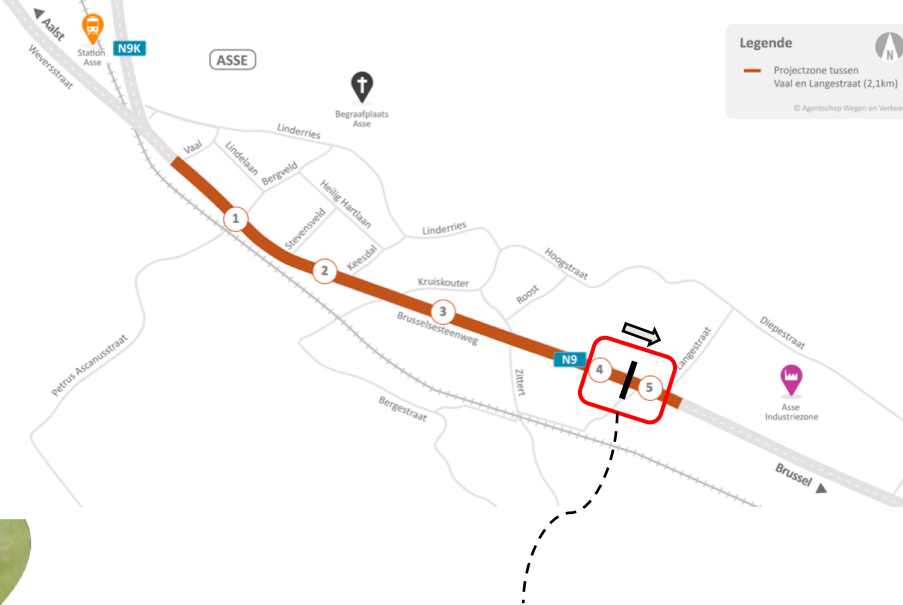 Aalst
Weversstraat
Station
Asse
N9K
ASSE
Begraafplaats
Asse
Legende
N
Projectzone tussen
Vaal en Langestraat (2,1km)
© Agentschap Wegen en Verkeer
Linderries
Vaal
Lindelaan
Bergveld
Heilig Hartlaan
Stevensveld
Keesdal
Linderries
1
2
3
Kruiskouter
Brusselsesteenweg
Hoogstraat
Roost
Diepestraat
Langestraat
N9
4
5
Petrus Ascanusstraat
Zittert
Bergestraat
Asse
Industriezone
Brussel